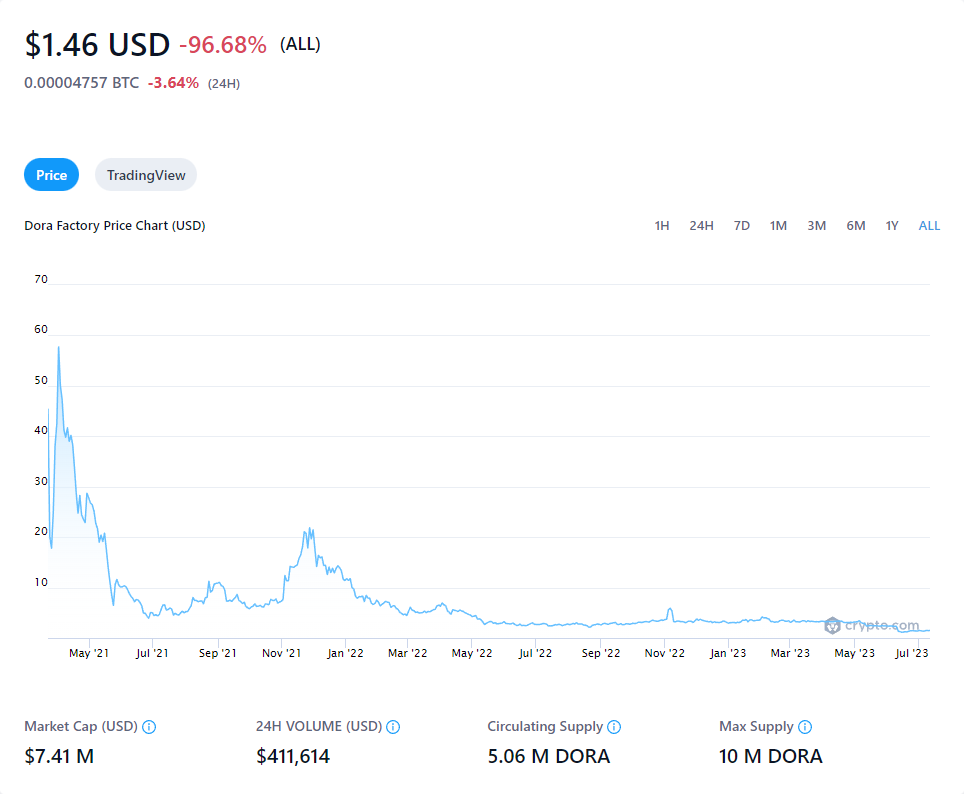 $1.46 USD -96.68% (ALL)
0.00004757 BTC -3.64% (24H)
Price TradingView
Dora Factory Price Chart (USD) 1H 24H 7D 1M 3M 6M 1Y ALL
70
60
50
40
30
20
10
crypto.com
May '21 Jul '21 Sep '21 Nov '21 Jan '22 Mar '22 May '22 Jul '22 Sep '22 Nov '22 Jan '23 Mar '23 May '23 Jul '23
Market Cap (USD) 24H VOLUME (USD) Circulating Supply Max Supply
$7.41 M $411,614 5.06 M DORA 10 M DORA